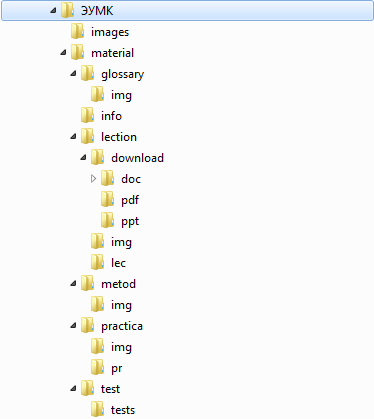 ЭУМК
images
material
glossary
img
info
lection
download
doc
pdf
ppt
img
lec
metod
img
practica
img
pr
test
tests